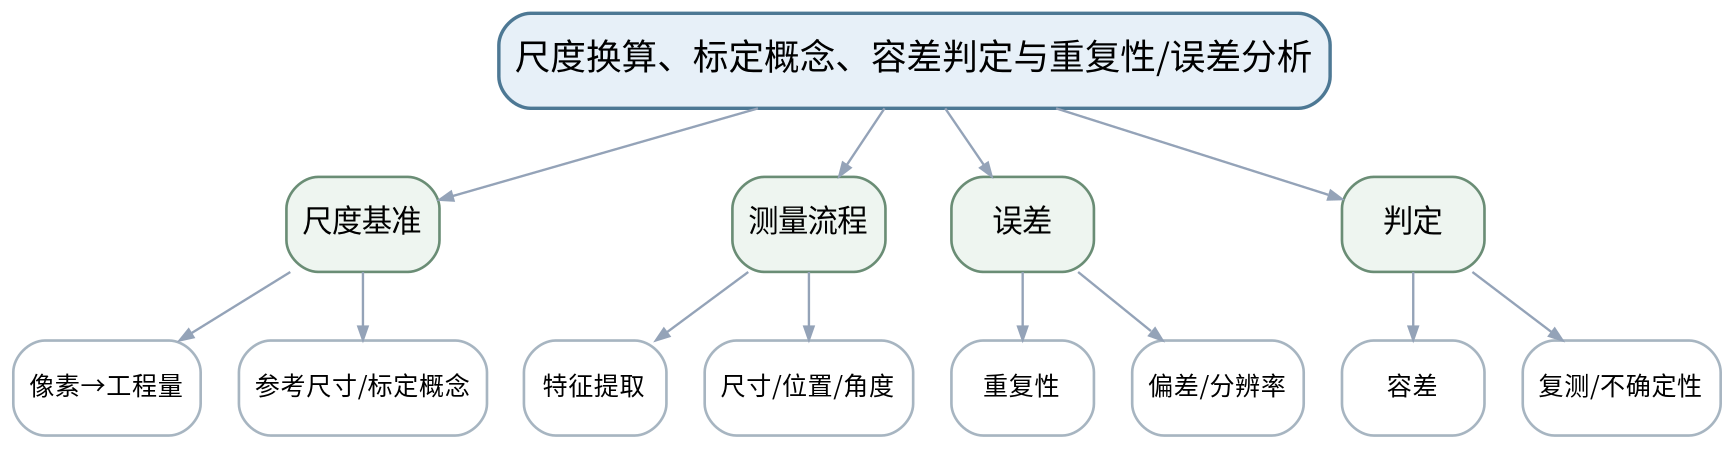 尺度换算、标定概念、容差判定与重复性/误差分析
尺度基准
测量流程
误差
判定
像素→工程量
参考尺寸/标定概念
特征提取
尺寸/位置/角度
重复性
偏差/分辨率
容差
复测/不确定性